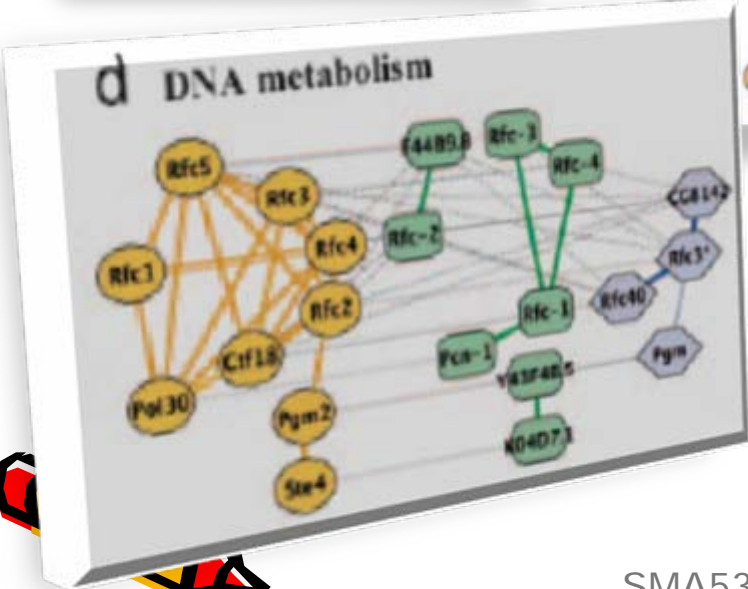 d DNA metabolism
Rfc5
F44B9.8
Rfc-3
Rfc-4
Rfc3
CG8142
Rfc4
Rfc-2
Rfc3'
Rfc1
Rfc2
Rfc-1
Rfc40
Ctf18
Pcn-1
Pgm
Y43F4B.5
Pol30
Pgm2
K04D7.1
Ste4
SMA53